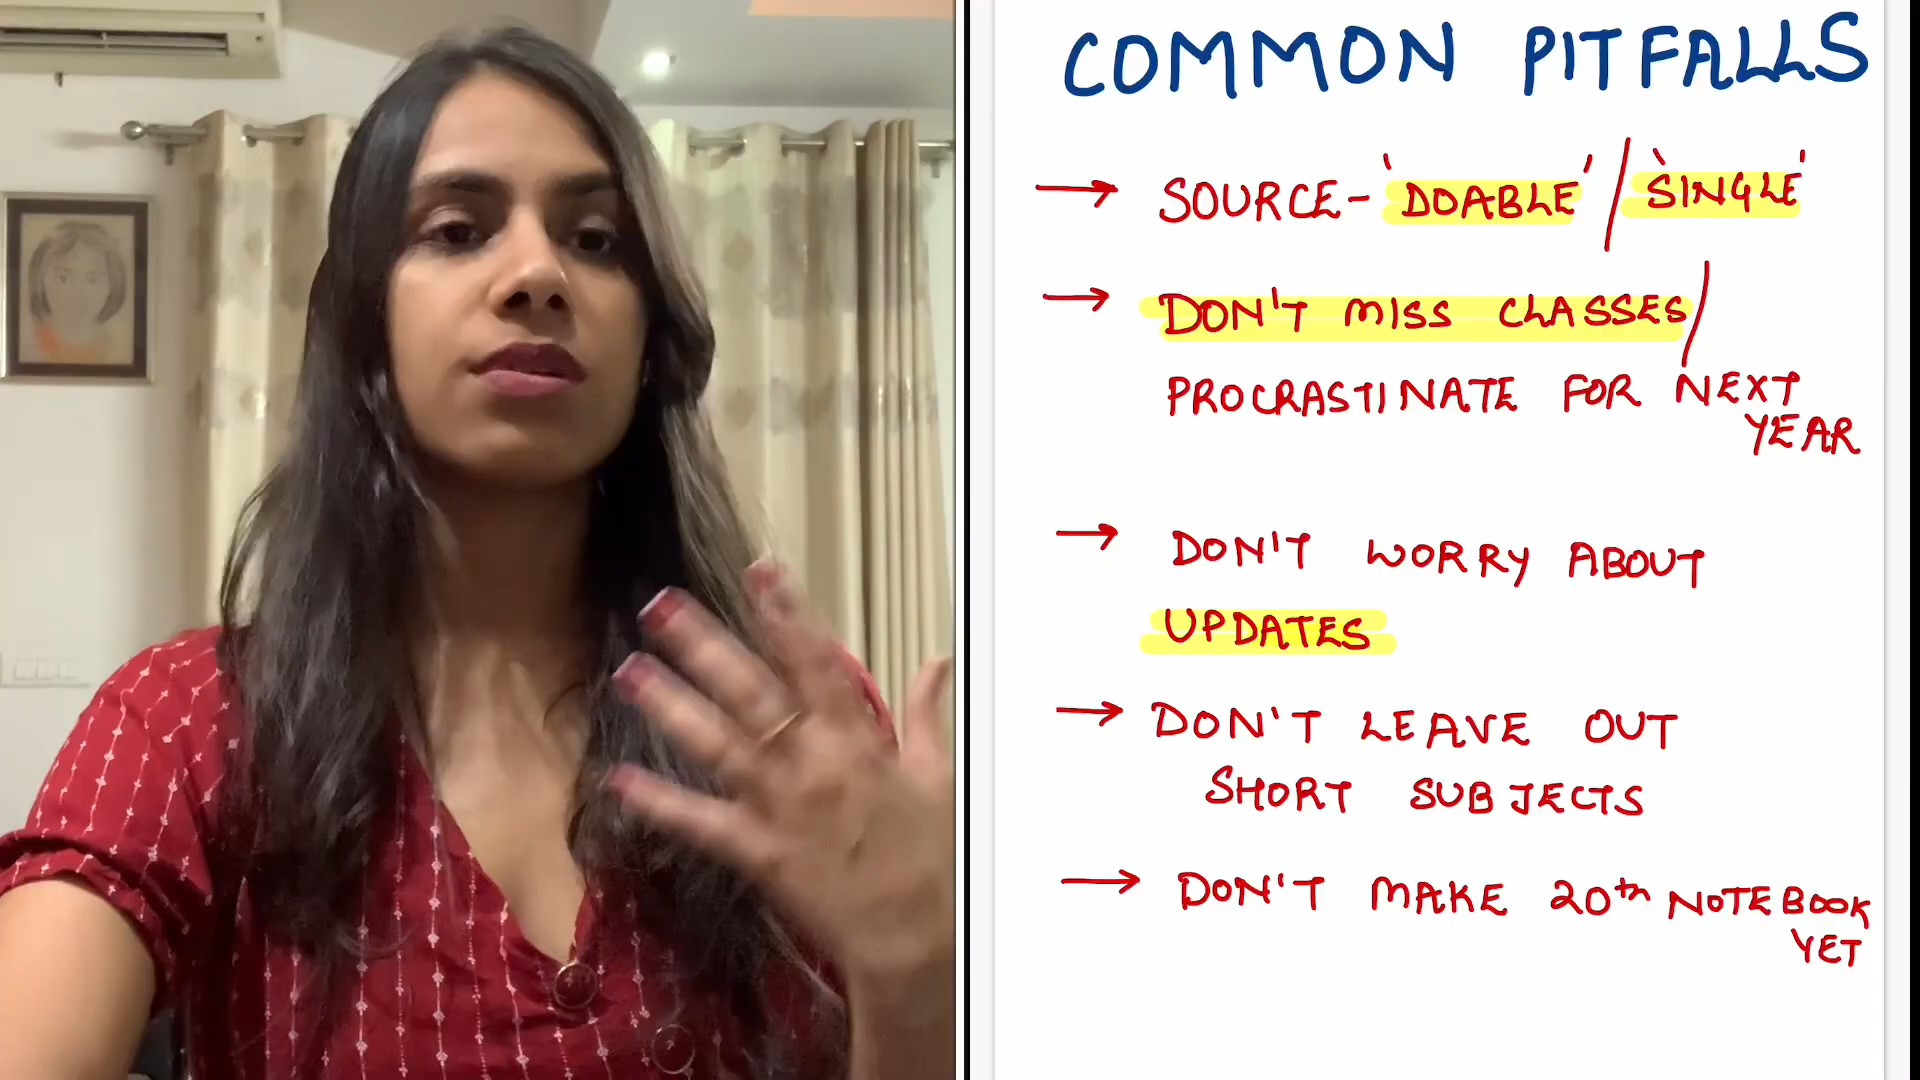 COMMON PITFALLS
→ SOURCE - 'DOABLE' / 'SINGLE'
→ DON'T MISS CLASSES /
PROCRASTINATE FOR NEXT
YEAR
→ DON'T WORRY ABOUT
UPDATES
→ DON'T LEAVE OUT
SHORT SUBJECTS
→ DON'T MAKE 20th NOTEBOOK
YET